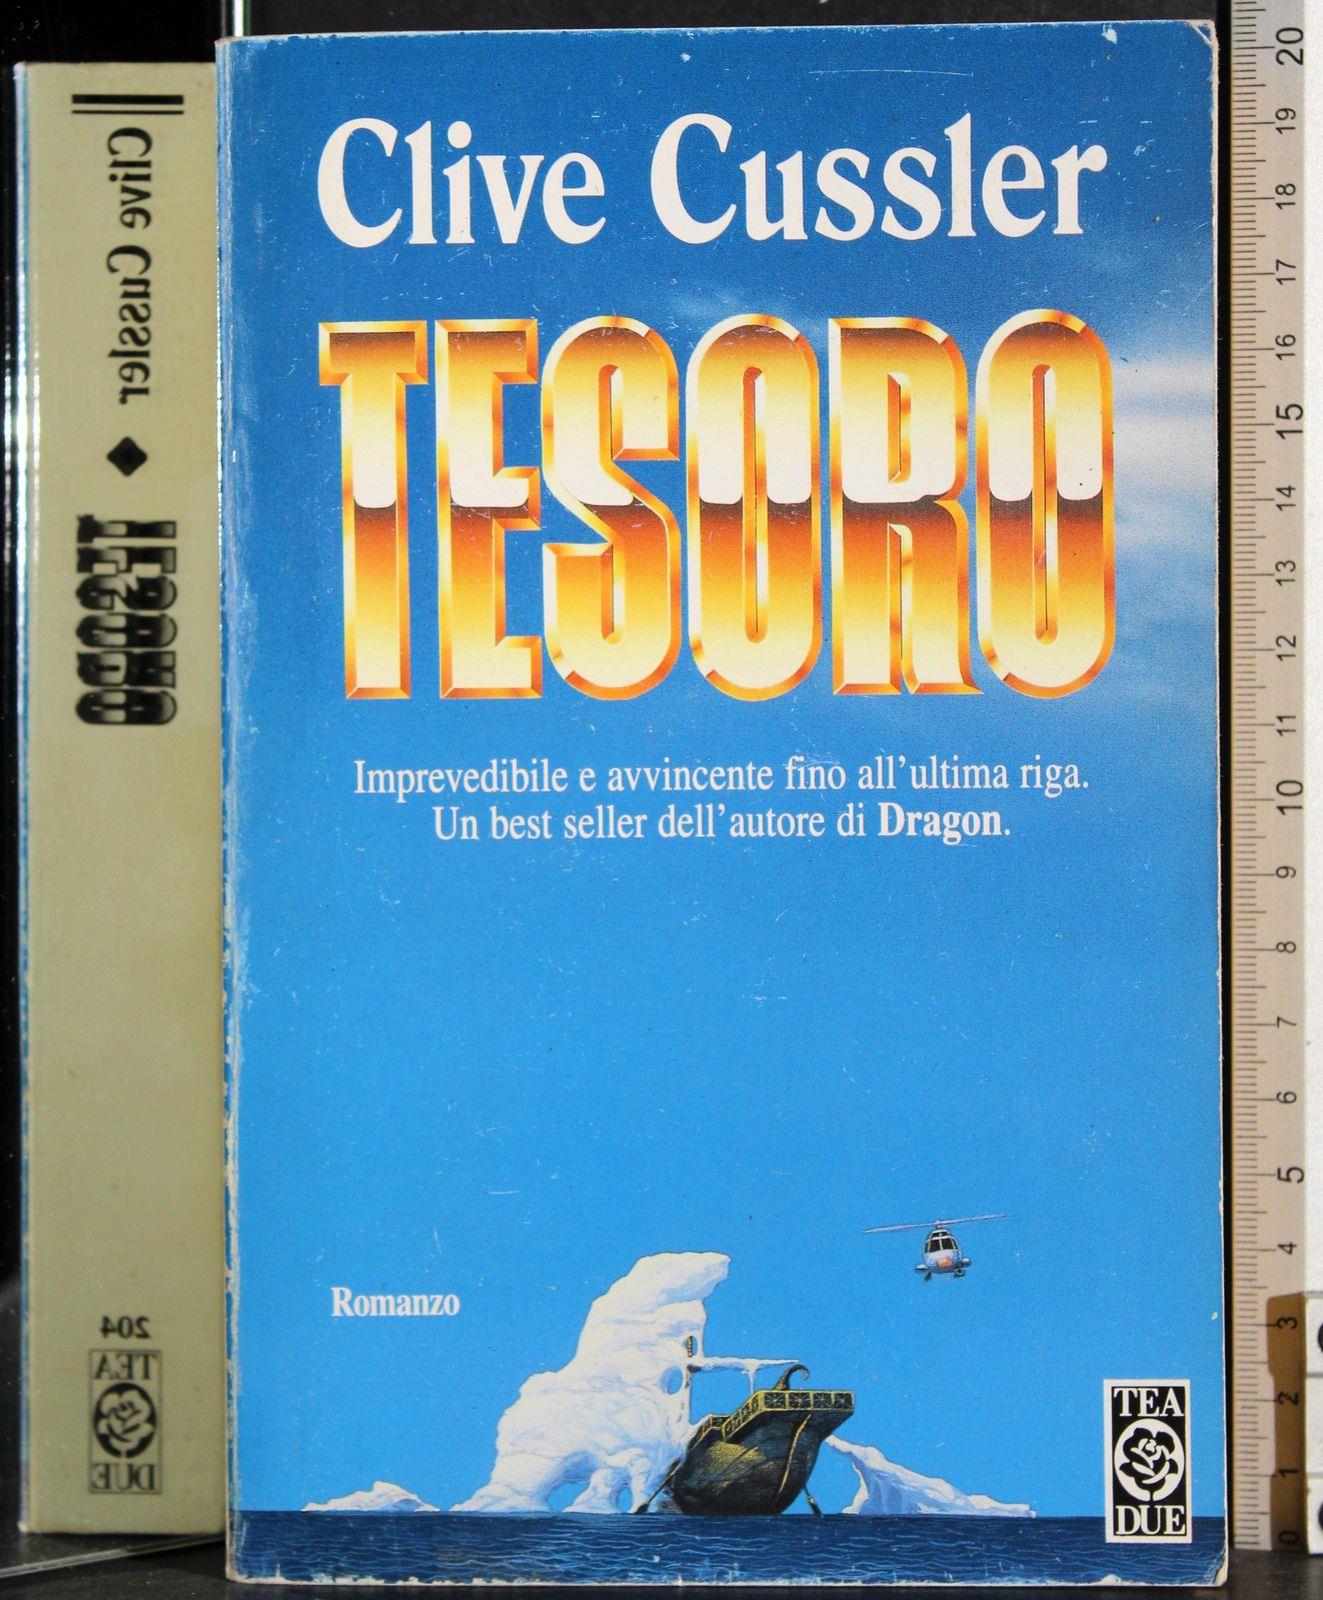 Clive Cussler
TESORO
Imprevedibile e avvincente fino all'ultima riga.
Un best seller dell'autore di Dragon.
Romanzo
TEA
DUE
Clive Cussler ◆ TESORO
204
TEA
DUE
20
19
18
17
16
15
14
13
12
11
10
9
8
7
6
5
4
3
2
1
0